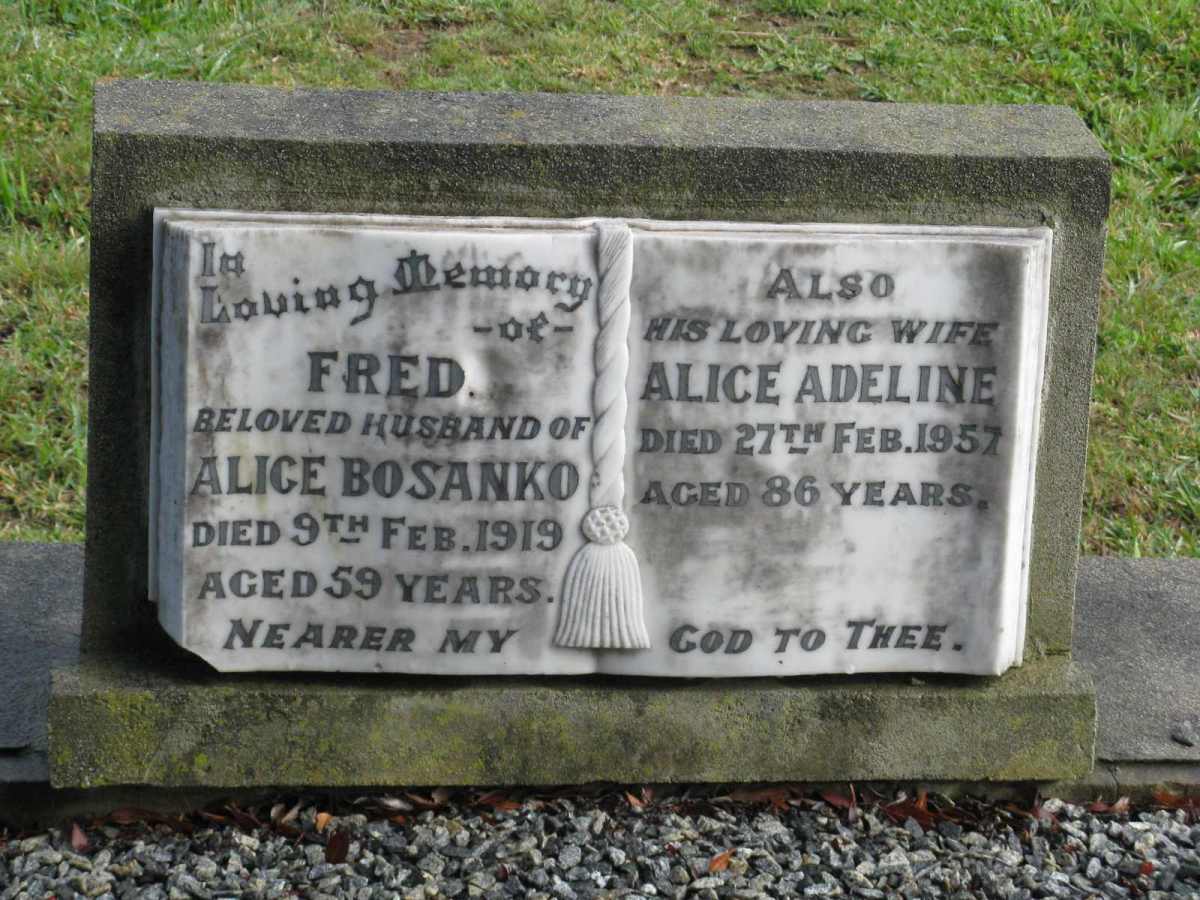 In
Loving Memory
-of-
FRED
BELOVED HUSBAND OF
ALICE BOSANKO
DIED 9TH FEB. 1919
AGED 59 YEARS.
NEARER MY
ALSO
HIS LOVING WIFE
ALICE ADELINE
DIED 27TH FEB. 1957
AGED 86 YEARS.
GOD TO THEE.